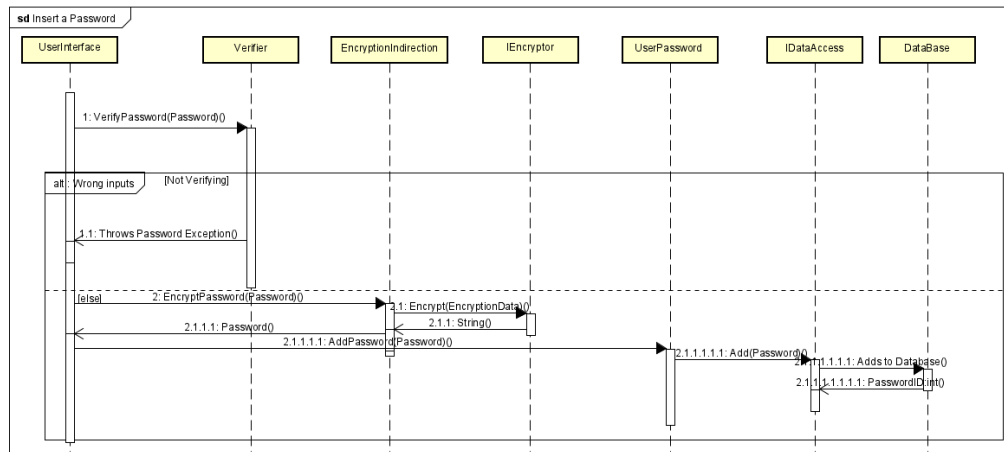 sd Insert a Password
UserInterface
Verifier
EncryptionIndirection
IEncryptor
UserPassword
IDataAccess
DataBase
1: VerifyPassword(Password)()
alt : Wrong inputs
[Not Verifying]
1.1: Throws Password Exception()
[else]
2: EncryptPassword(Password)()
2.1: Encrypt(EncryptionData)()
2.1.1: String()
2.1.1.1: Password()
2.1.1.1.1: AddPassword(Password)()
2.1.1.1.1.1: Add(Password)()
2.1.1.1.1.1.1: Adds to Database()
2.1.1.1.1.1.1.1: PasswordID:int()